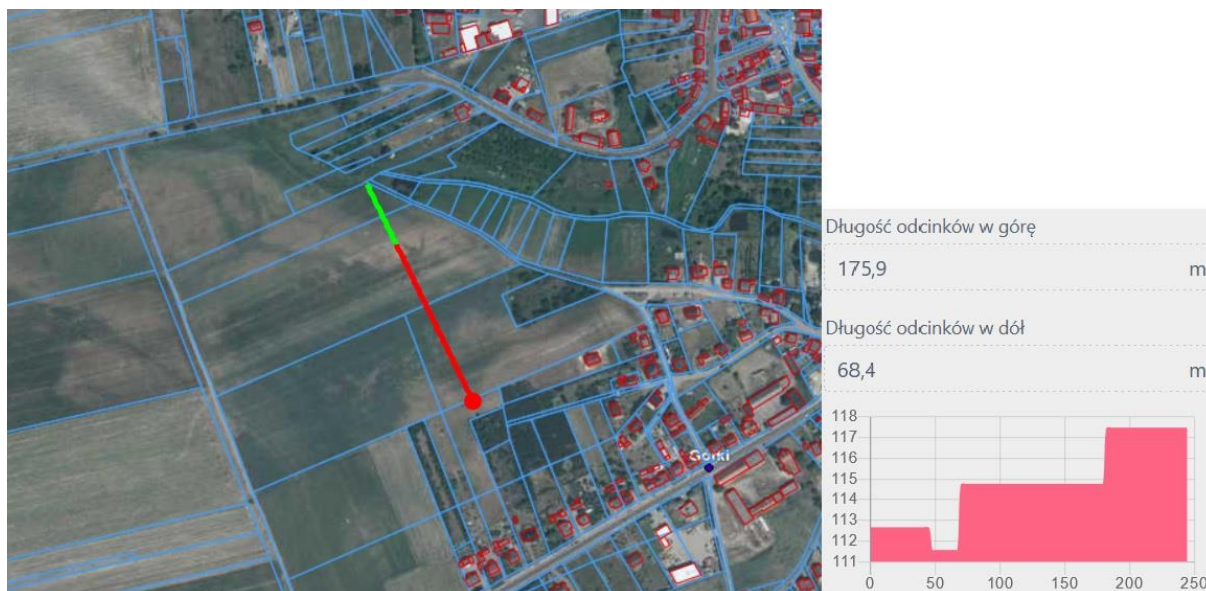 Górki
Długość odcinków w górę
175,9 m
Długość odcinków w dół
68,4 m
118
117
116
115
114
113
112
111
0 50 100 150 200 250